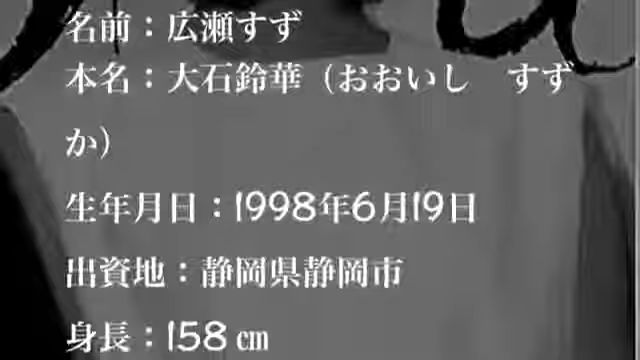 名前：広瀬すず
本名：大石鈴華（おおいし　すず
か）
生年月日：1998年6月19日
出資地：静岡県静岡市
身長：158㎝